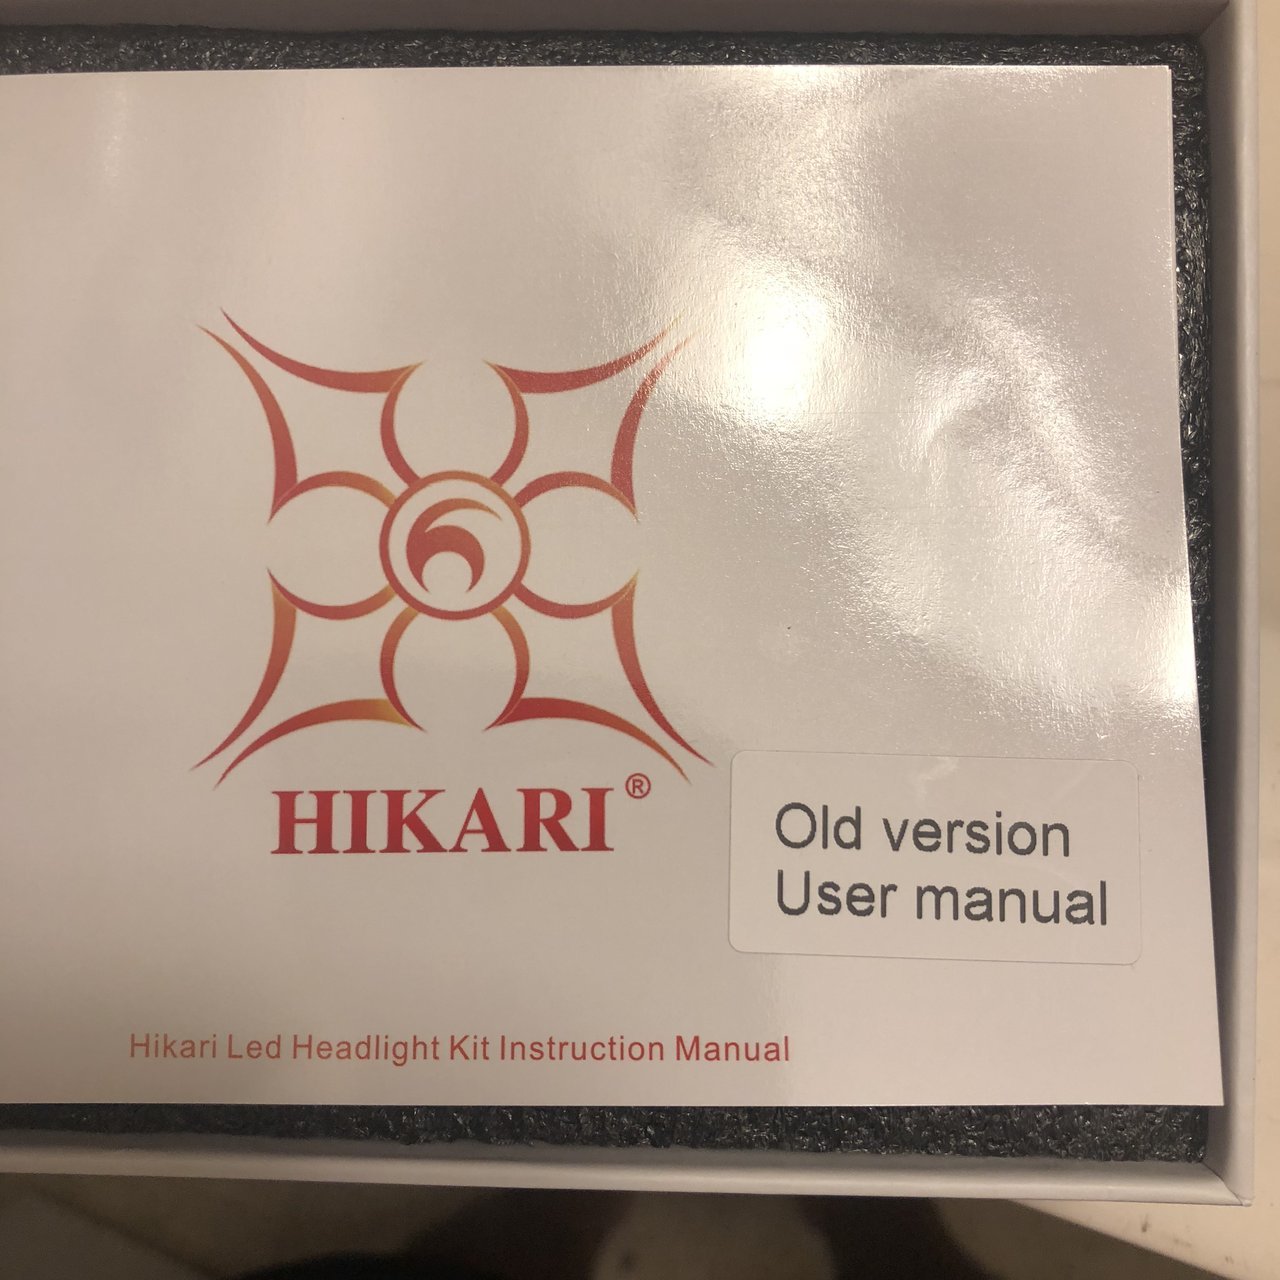 HIKARI®
Old version
User manual
Hikari Led Headlight Kit Instruction Manual